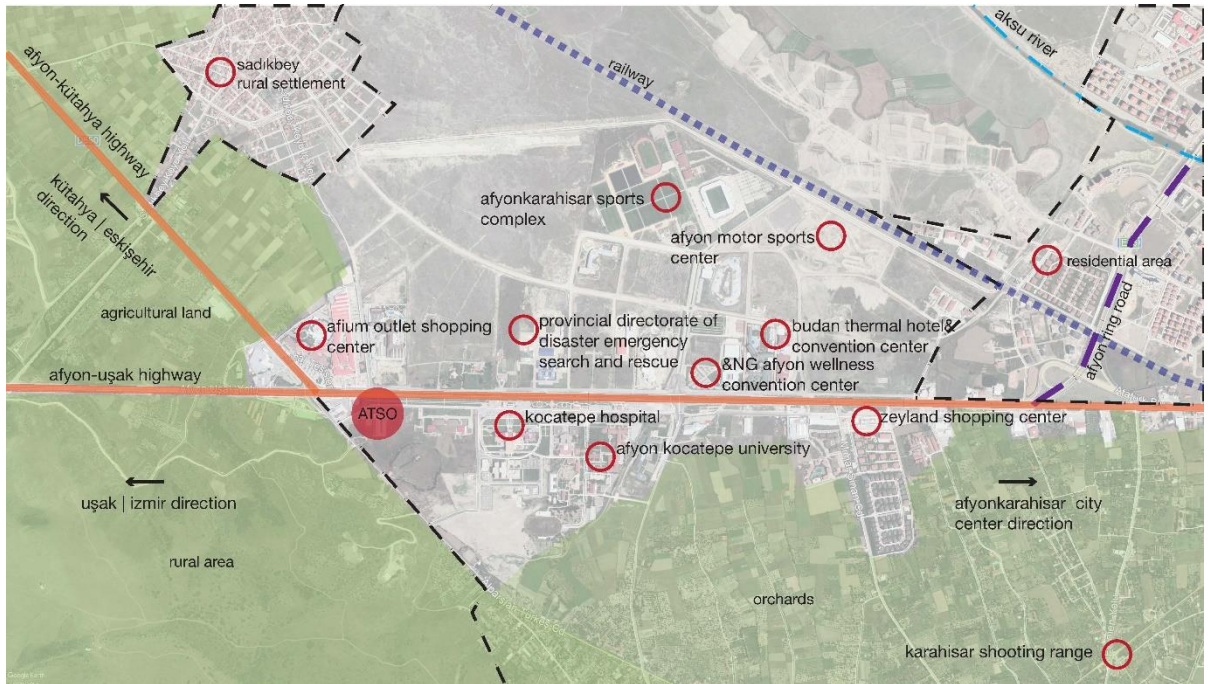 aksu river
railway
sadıkbey
rural settlement
afyon-kütahya highway
kütahya | eskişehir
direction
afyonkarahisar sports
complex
afyon motor sports
center
residential area
afyon ring road
agricultural land
afium outlet shopping
center
provincial directorate of
disaster emergency
search and rescue
budan thermal hotel&
convention center
&NG afyon wellness
convention center
afyon-uşak highway
ATSO
kocatepe hospital
zeyland shopping center
afyon kocatepe university
uşak | izmir direction
afyonkarahisar city
center direction
rural area
orchards
karahisar shooting range
Google Earth